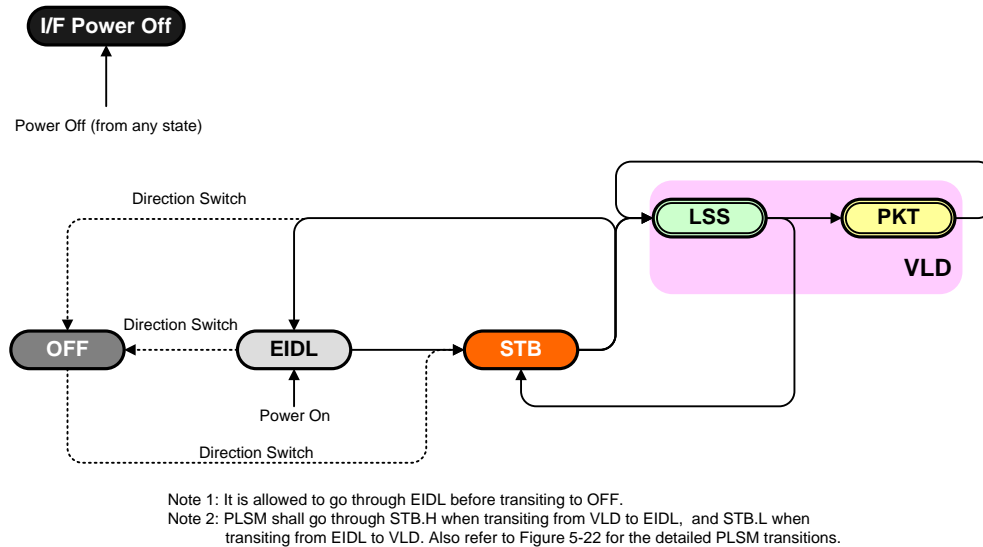 I/F Power Off
Power Off (from any state)
Direction Switch
LSS
PKT
VLD
Direction Switch
OFF
EIDL
STB
Power On
Direction Switch
Note 1: It is allowed to go through EIDL before transiting to OFF.
Note 2: PLSM shall go through STB.H when transiting from VLD to EIDL, and STB.L when
transiting from EIDL to VLD. Also refer to Figure 5-22 for the detailed PLSM transitions.